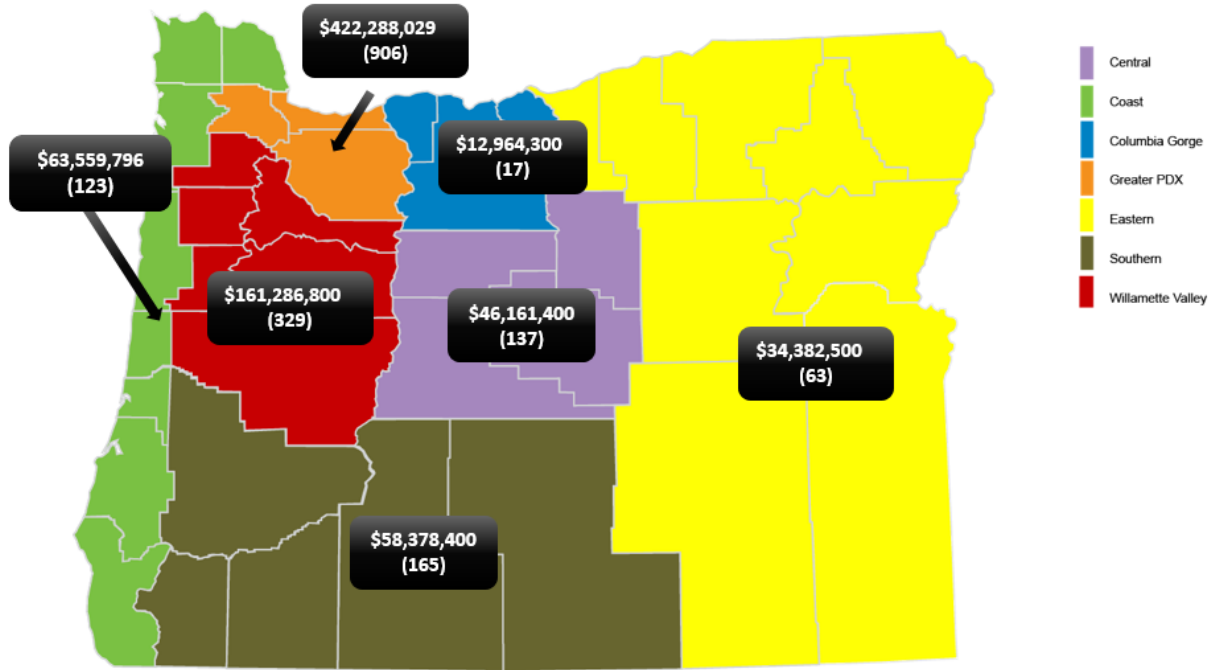 $422,288,029
(906)
$63,559,796
(123)
$12,964,300
(17)
$161,286,800
(329)
$46,161,400
(137)
$34,382,500
(63)
$58,378,400
(165)
Central
Coast
Columbia Gorge
Greater PDX
Eastern
Southern
Willamette Valley